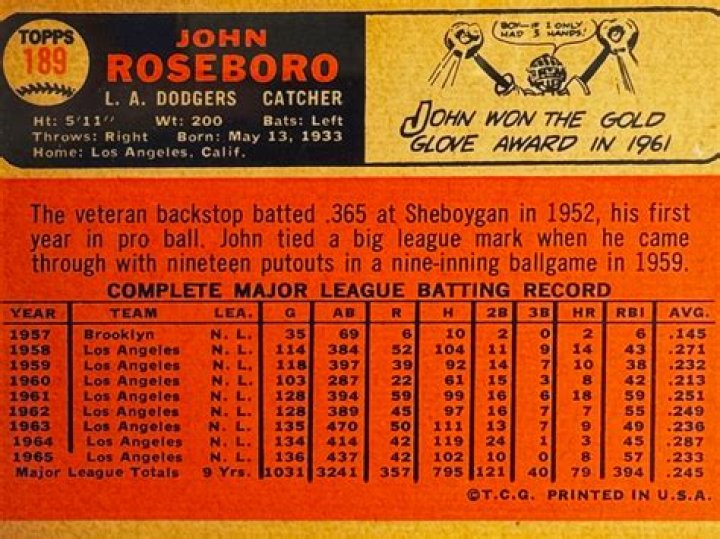 TOPPS
189
JOHN
ROSEBORO
L. A. DODGERS CATCHER
Ht: 5'11" Wt: 200 Bats: Left
Throws: Right Born: May 13, 1933
Home: Los Angeles, Calif.
BOY—IF I ONLY
HAD 3 HANDS!
JOHN WON THE GOLD
GLOVE AWARD IN 1961
The veteran backstop batted .365 at Sheboygan in 1952, his first
year in pro ball. John tied a big league mark when he came
through with nineteen putouts in a nine-inning ballgame in 1959.
COMPLETE MAJOR LEAGUE BATTING RECORD
YEAR TEAM LEA. G AB R H 2B 3B HR RBI AVG.
1957 Brooklyn N. L. 35 69 6 10 2 0 2 6 .145
1958 Los Angeles N. L. 114 384 52 104 11 9 14 43 .271
1959 Los Angeles N. L. 118 397 39 92 14 7 10 38 .232
1960 Los Angeles N. L. 103 287 22 61 15 3 8 42 .213
1961 Los Angeles N. L. 128 394 59 99 16 6 18 59 .251
1962 Los Angeles N. L. 128 389 45 97 16 7 7 55 .249
1963 Los Angeles N. L. 135 470 50 111 13 7 9 49 .236
1964 Los Angeles N. L. 134 414 42 119 24 1 3 45 .287
1965 Los Angeles N. L. 136 437 42 102 10 0 8 57 .233
Major League Totals 9 Yrs. 1031 3241 357 795 121 40 79 394 .245
©T.C.G. PRINTED IN U.S.A.